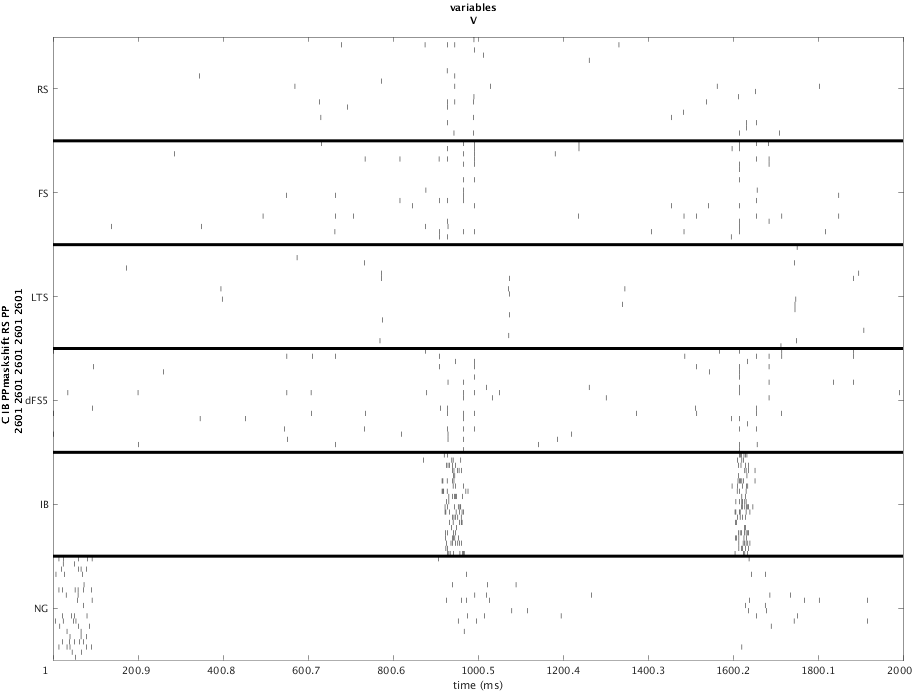 variables
V
RS
FS
LTS
dFS5
IB
NG
C IB PPmaskshift RS PP
2601 2601 2601 2601 2601
1
200.9
400.8
600.7
800.6
1000.5
1200.4
1400.3
1600.2
1800.1
2000
time (ms)